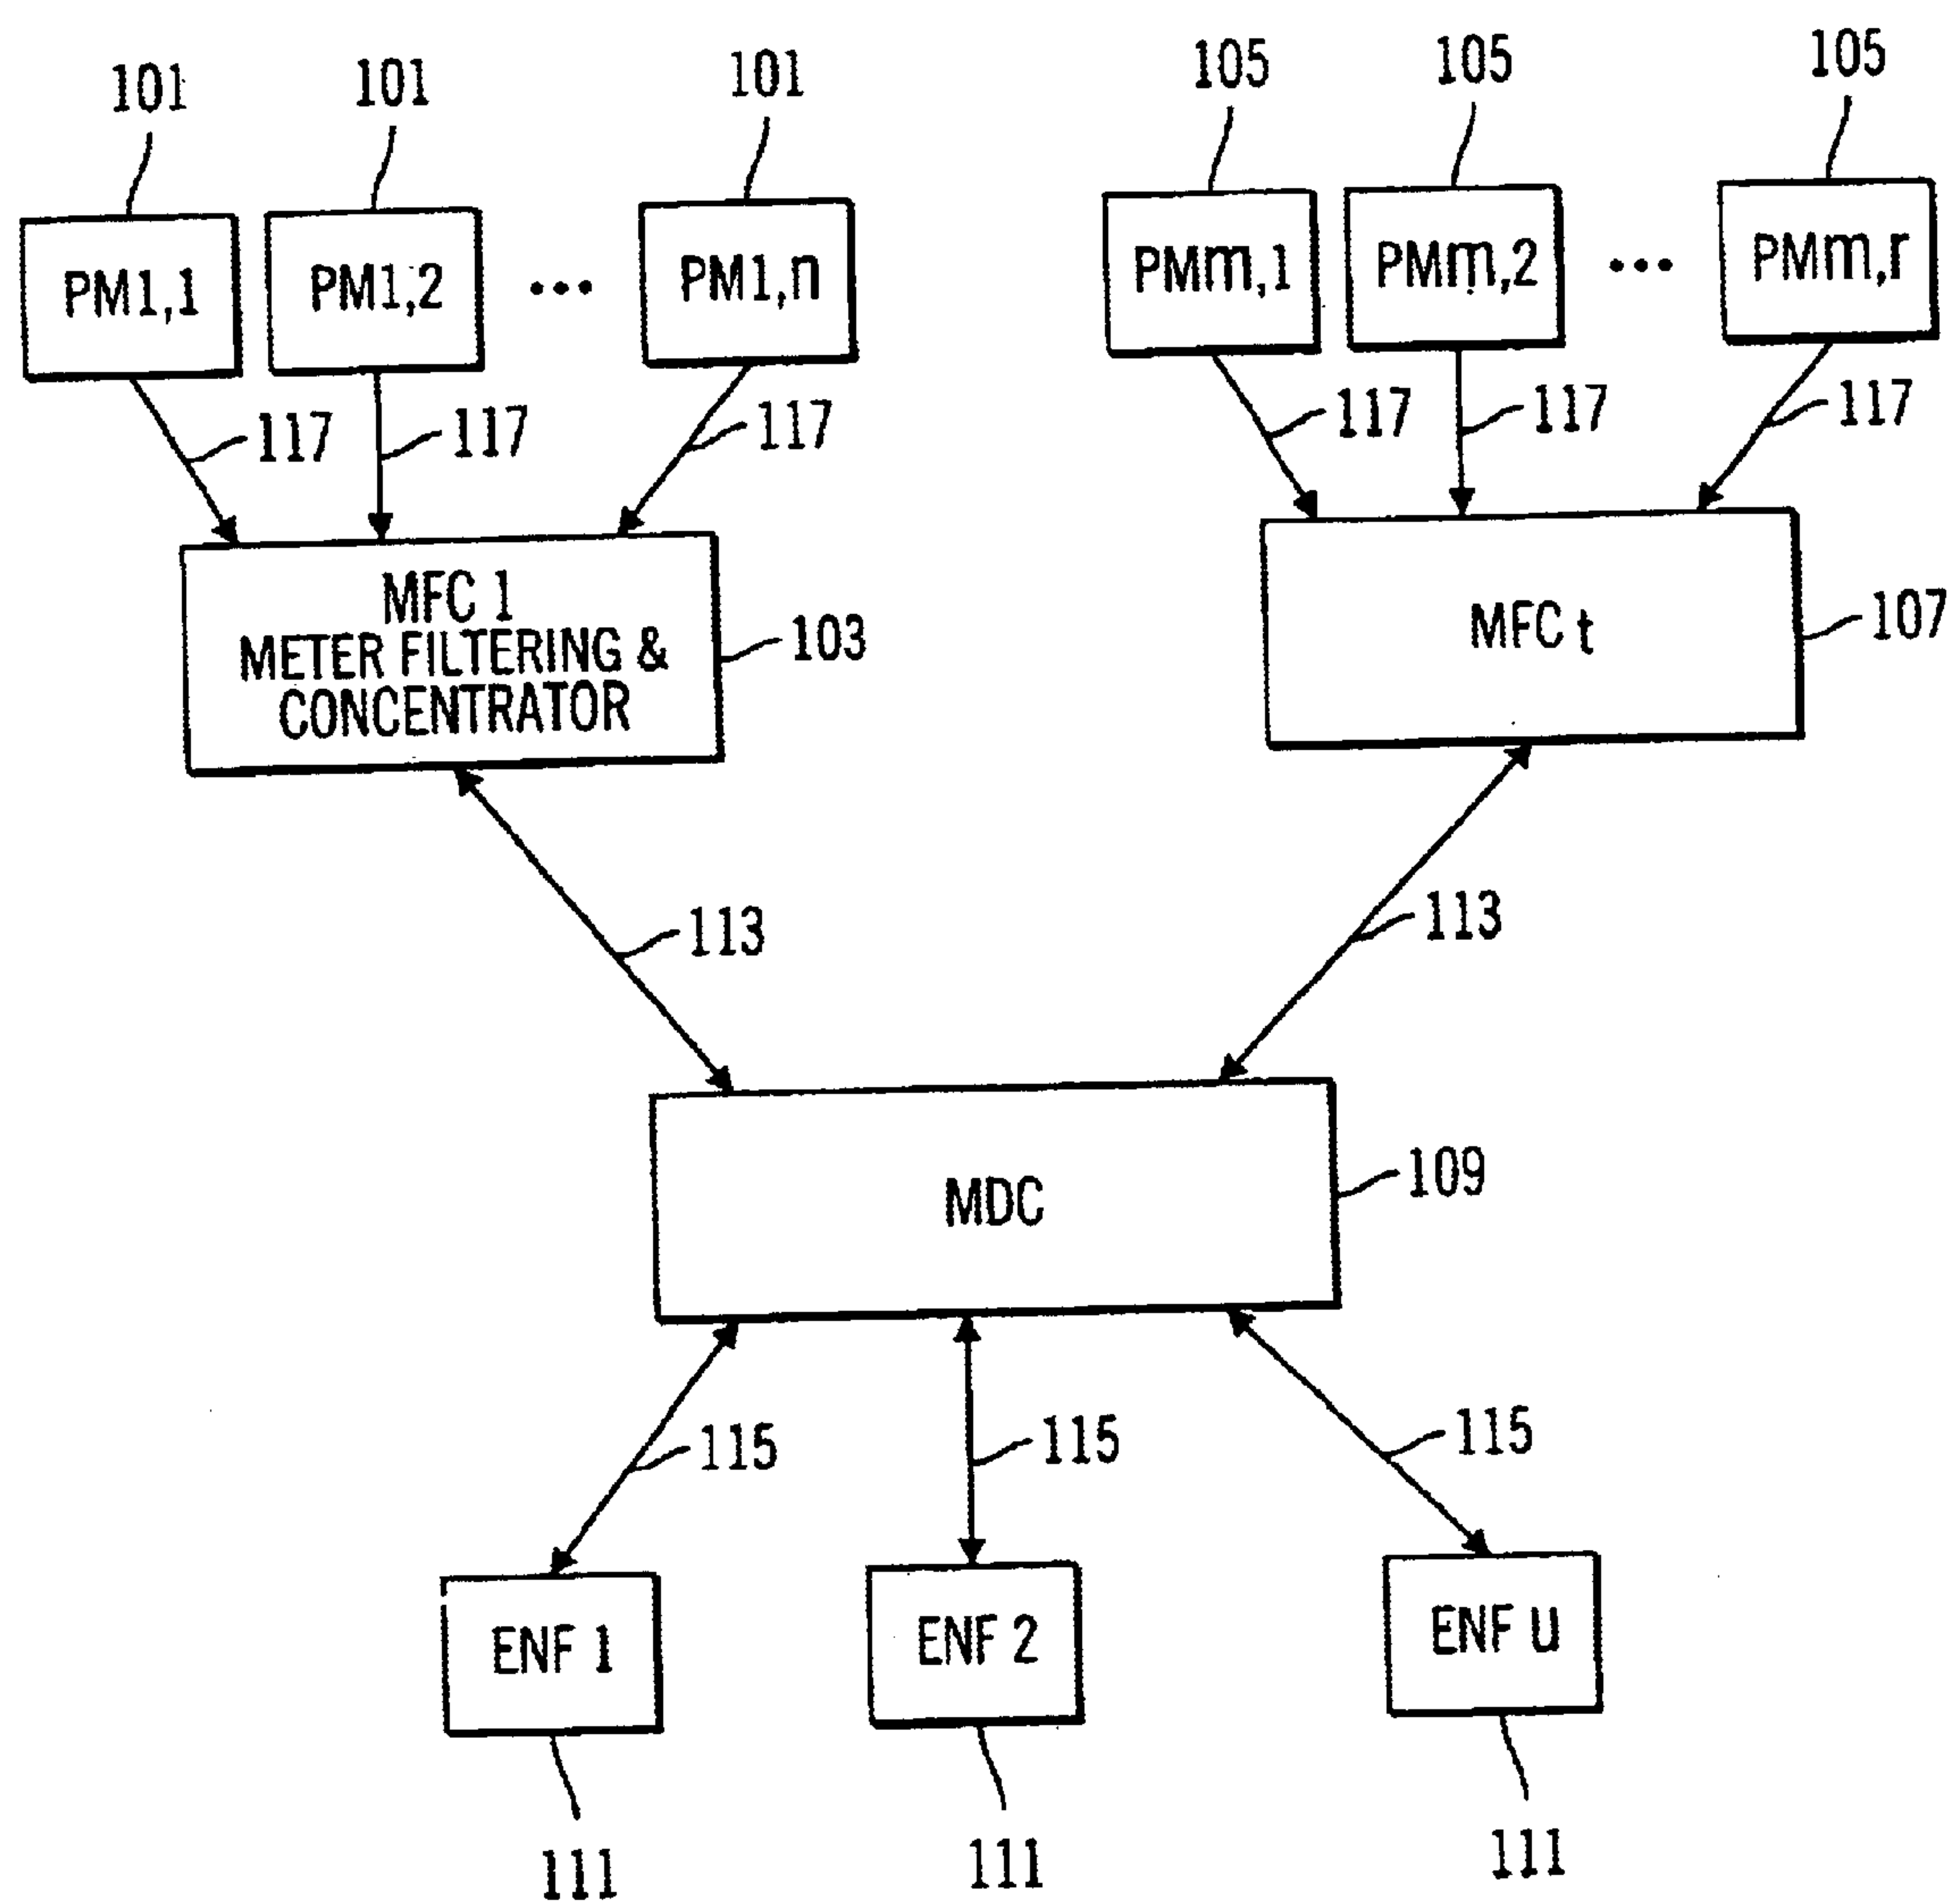 101 101 101 105 105 105
PM1,1 PM1,2 ... PM1,n PMm,1 PMm,2 ... PMm,r
117 117 117 117 117 117
MFC 1
METER FILTERING &
CONCENTRATOR
103
MFC t
107
113 113
MDC
109
115 115 115
ENF 1 ENF 2 ENF u
111 111 111